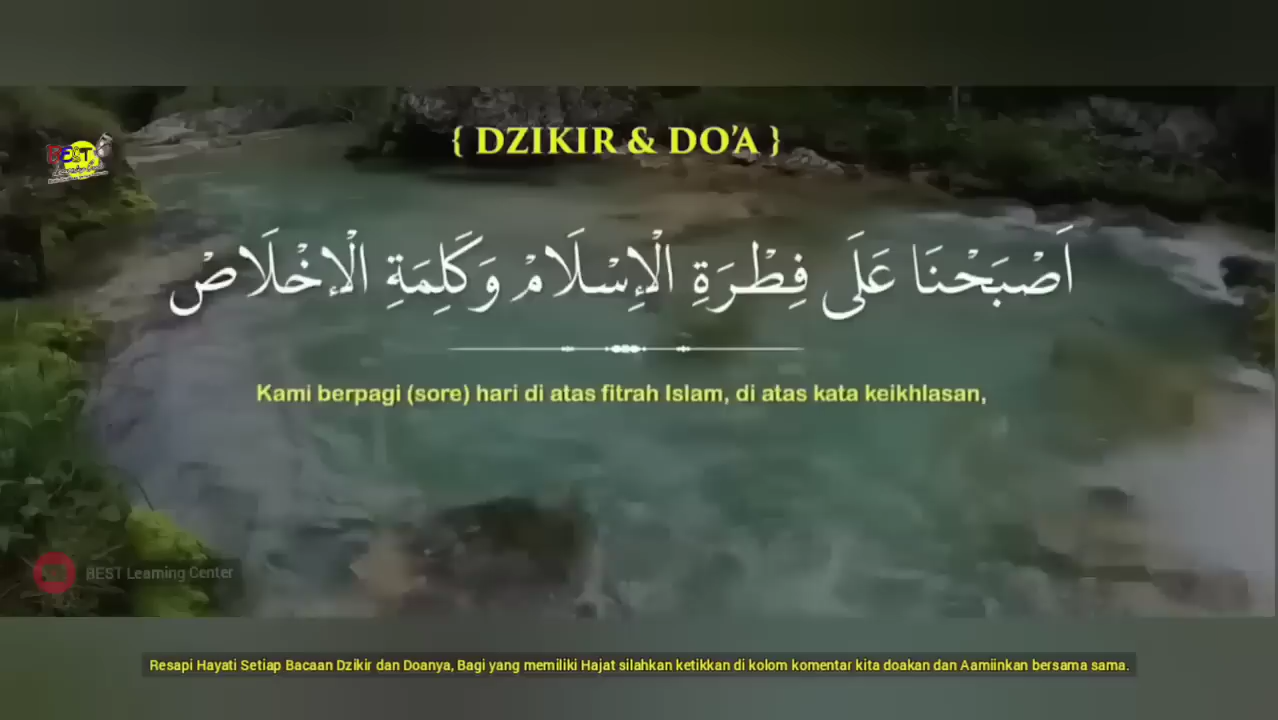 { DZIKIR & DO'A }
BEST
اَصْبَحْنَا عَلَى فِطْرَةِ الْاِسْلَامْ وَكَلِمَةِ الْاِخْلَاصْ
Kami berpagi (sore) hari di atas fitrah Islam, di atas kata keikhlasan,
BEST Learning Center
Resapi Hayati Setiap Bacaan Dzikir dan Doanya, Bagi yang memiliki Hajat silahkan ketikkan di kolom komentar kita doakan dan Aamiinkan bersama sama.